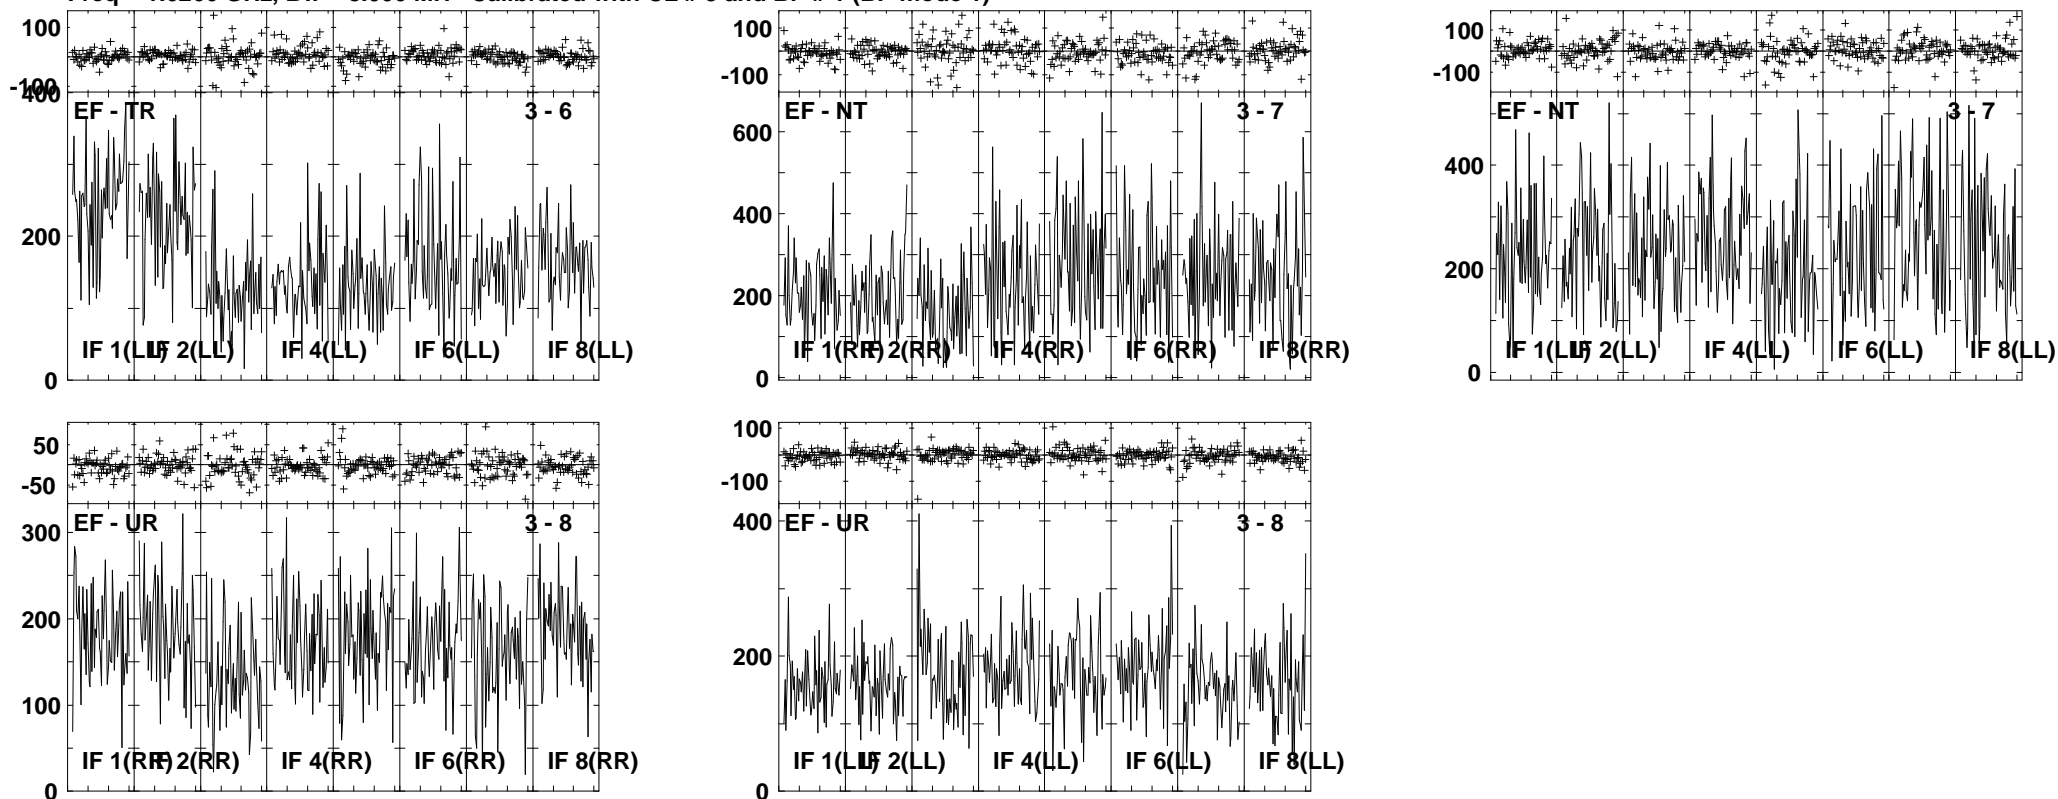 100
-100
400
200
0
EF - TR
3 - 6
IF 1(LL)
IF 2(LL)
IF 4(LL)
IF 6(LL)
IF 8(LL)
100
-100
600
400
200
0
EF - NT
3 - 7
IF 1(RR)
IF 2(RR)
IF 4(RR)
IF 6(RR)
IF 8(RR)
100
-100
400
200
0
EF - NT
3 - 7
IF 1(LL)
IF 2(LL)
IF 4(LL)
IF 6(LL)
IF 8(LL)
50
-50
300
200
100
0
EF - UR
3 - 8
IF 1(RR)
IF 2(RR)
IF 4(RR)
IF 6(RR)
IF 8(RR)
100
-100
400
200
0
EF - UR
3 - 8
IF 1(LL)
IF 2(LL)
IF 4(LL)
IF 6(LL)
IF 8(LL)